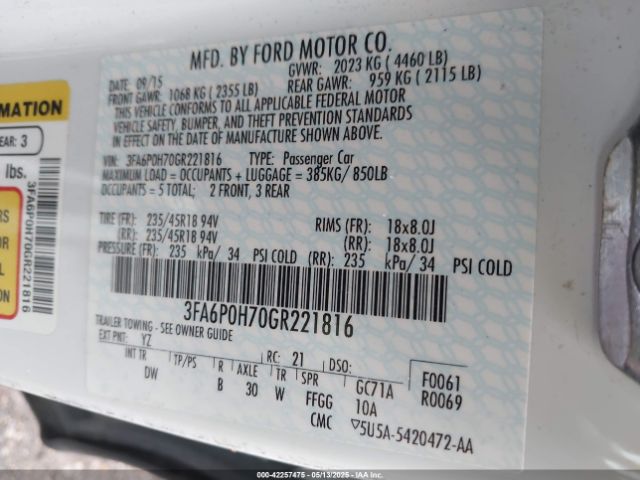 MFD. BY FORD MOTOR CO.
DATE: 09/15 GVWR: 2023 KG ( 4460 LB)
FRONT GAWR: 1068 KG ( 2355 LB) REAR GAWR: 959 KG ( 2115 LB)
THIS VEHICLE CONFORMS TO ALL APPLICABLE FEDERAL MOTOR
VEHICLE SAFETY, BUMPER, AND THEFT PREVENTION STANDARDS
IN EFFECT ON THE DATE OF MANUFACTURE SHOWN ABOVE.
VIN: 3FA6P0H70GR221816 TYPE: Passenger Car
MAXIMUM LOAD = OCCUPANTS + LUGGAGE = 385KG/ 850LB
OCCUPANTS = 5 TOTAL; 2 FRONT, 3 REAR
TIRE (FR): 235/45R18 94V RIMS (FR): 18x8.0J
(RR): 235/45R18 94V (RR): 18x8.0J
PRESSURE (FR): 235 kPa/ 34 PSI COLD (RR): 235 kPa/ 34 PSI COLD
3FA6P0H70GR221816
TRAILER TOWING – SEE OWNER GUIDE
EXT PNT: YZ RC: 21 DSO:
INT TR TP/PS R AXLE TR SPR GC71A F0061
DW B 30 W FFGG 10A R0069
CMC ▽5U5A-5420472-AA
RMATION
EAR: 3
lbs.
RS
OR
L
S!
3FA6P0H70GR221816
000-42257475 --- 05/13/2025 --- IAAI.COM